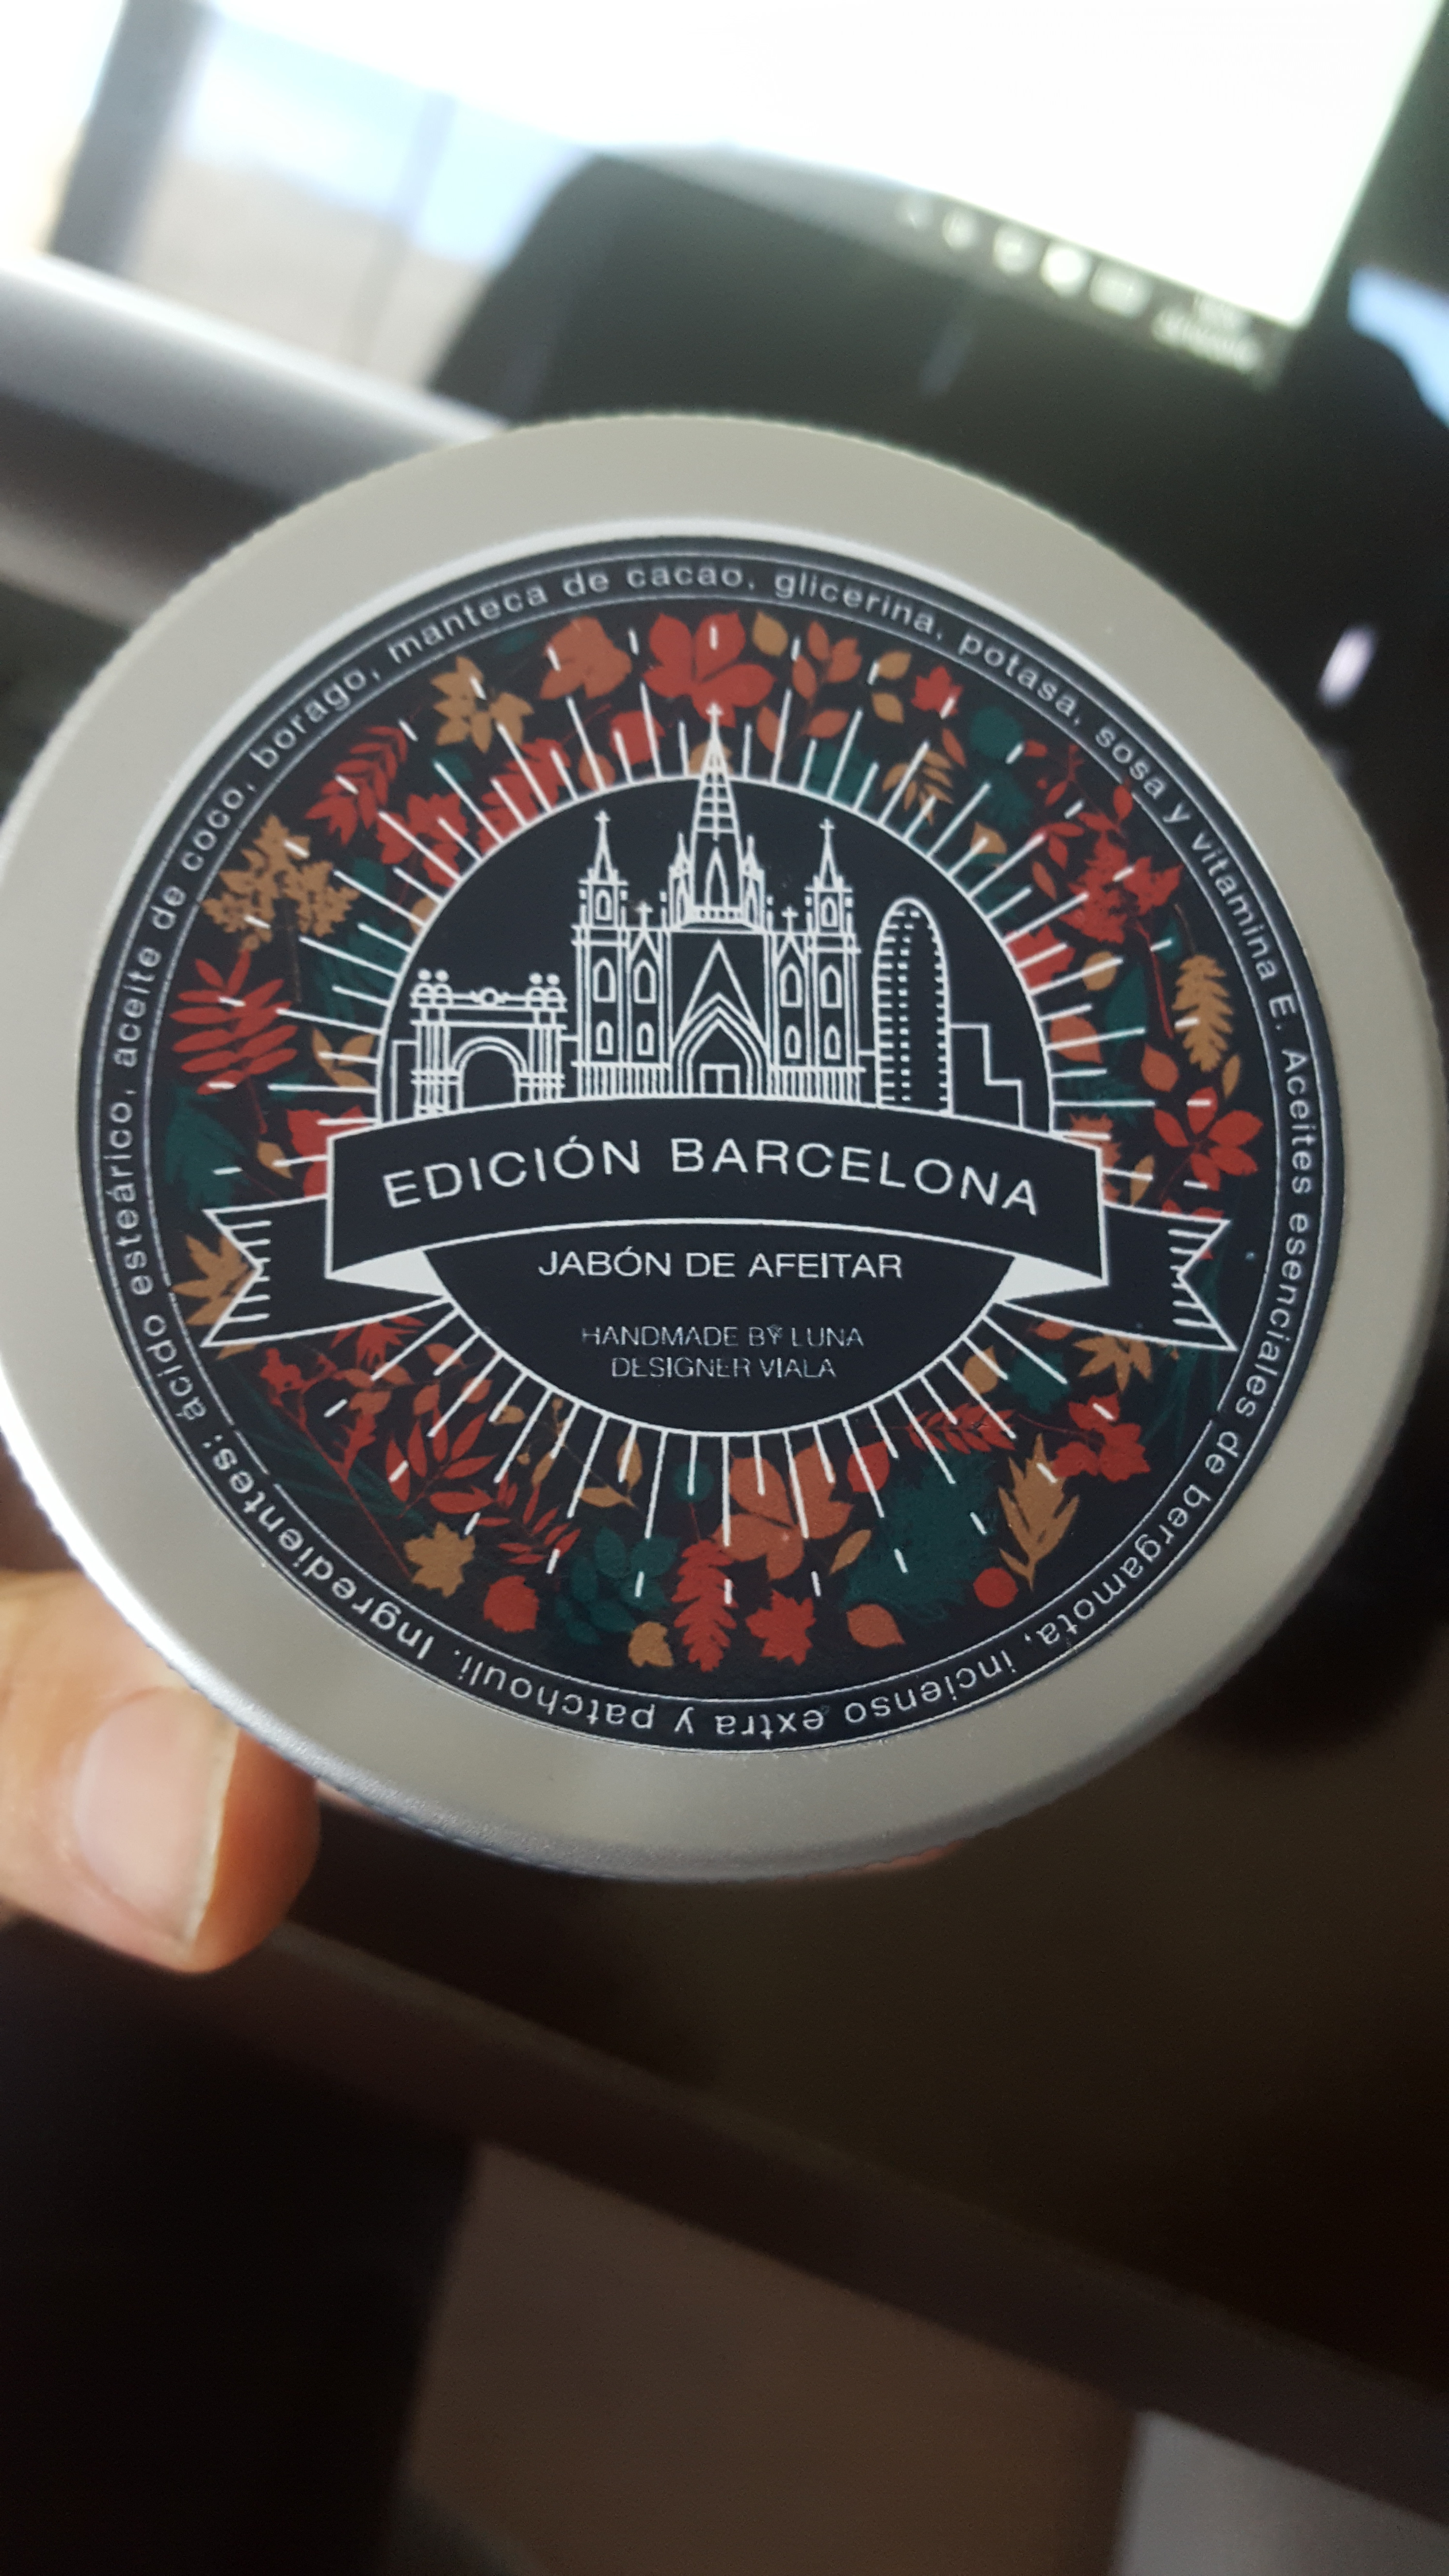 EDICIÓN BARCELONA
JABÓN DE AFEITAR
HANDMADE BY LUNA
DESIGNER VIALA
Ingredientes: ácido esteárico, aceite de coco, borago, manteca de cacao, glicerina, potasa, sosa y vitamina E. Aceites esenciales de bergamota, incienso extra y patchouli.